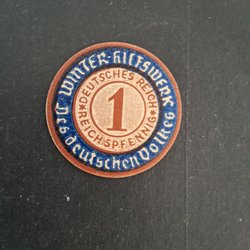 WINTER-HILFSWERK
des deutschen Volkes
DEUTSCHES REICH
1
REICHSPFENNIG